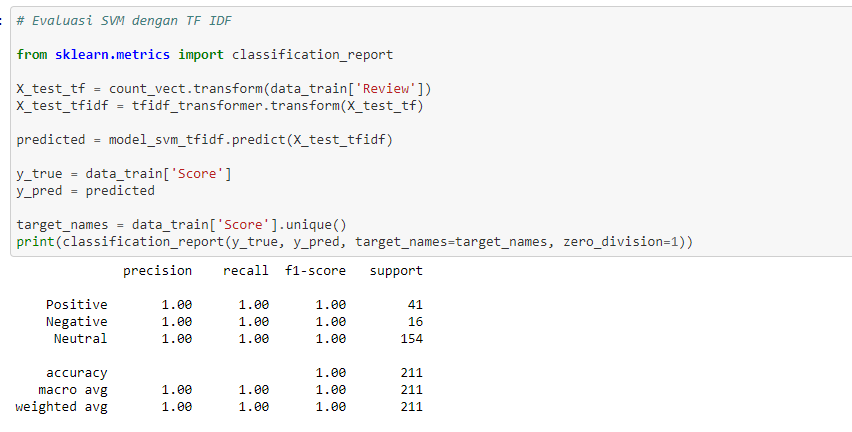 :
# Evaluasi SVM dengan TF IDF
from sklearn.metrics import classification_report
X_test_tf = count_vect.transform(data_train['Review'])
X_test_tfidf = tfidf_transformer.transform(X_test_tf)
predicted = model_svm_tfidf.predict(X_test_tfidf)
y_true = data_train['Score']
y_pred = predicted
target_names = data_train['Score'].unique()
print(classification_report(y_true, y_pred, target_names=target_names, zero_division=1))
precision recall f1-score support
Positive 1.00 1.00 1.00 41
Negative 1.00 1.00 1.00 16
Neutral 1.00 1.00 1.00 154
accuracy 1.00 211
macro avg 1.00 1.00 1.00 211
weighted avg 1.00 1.00 1.00 211